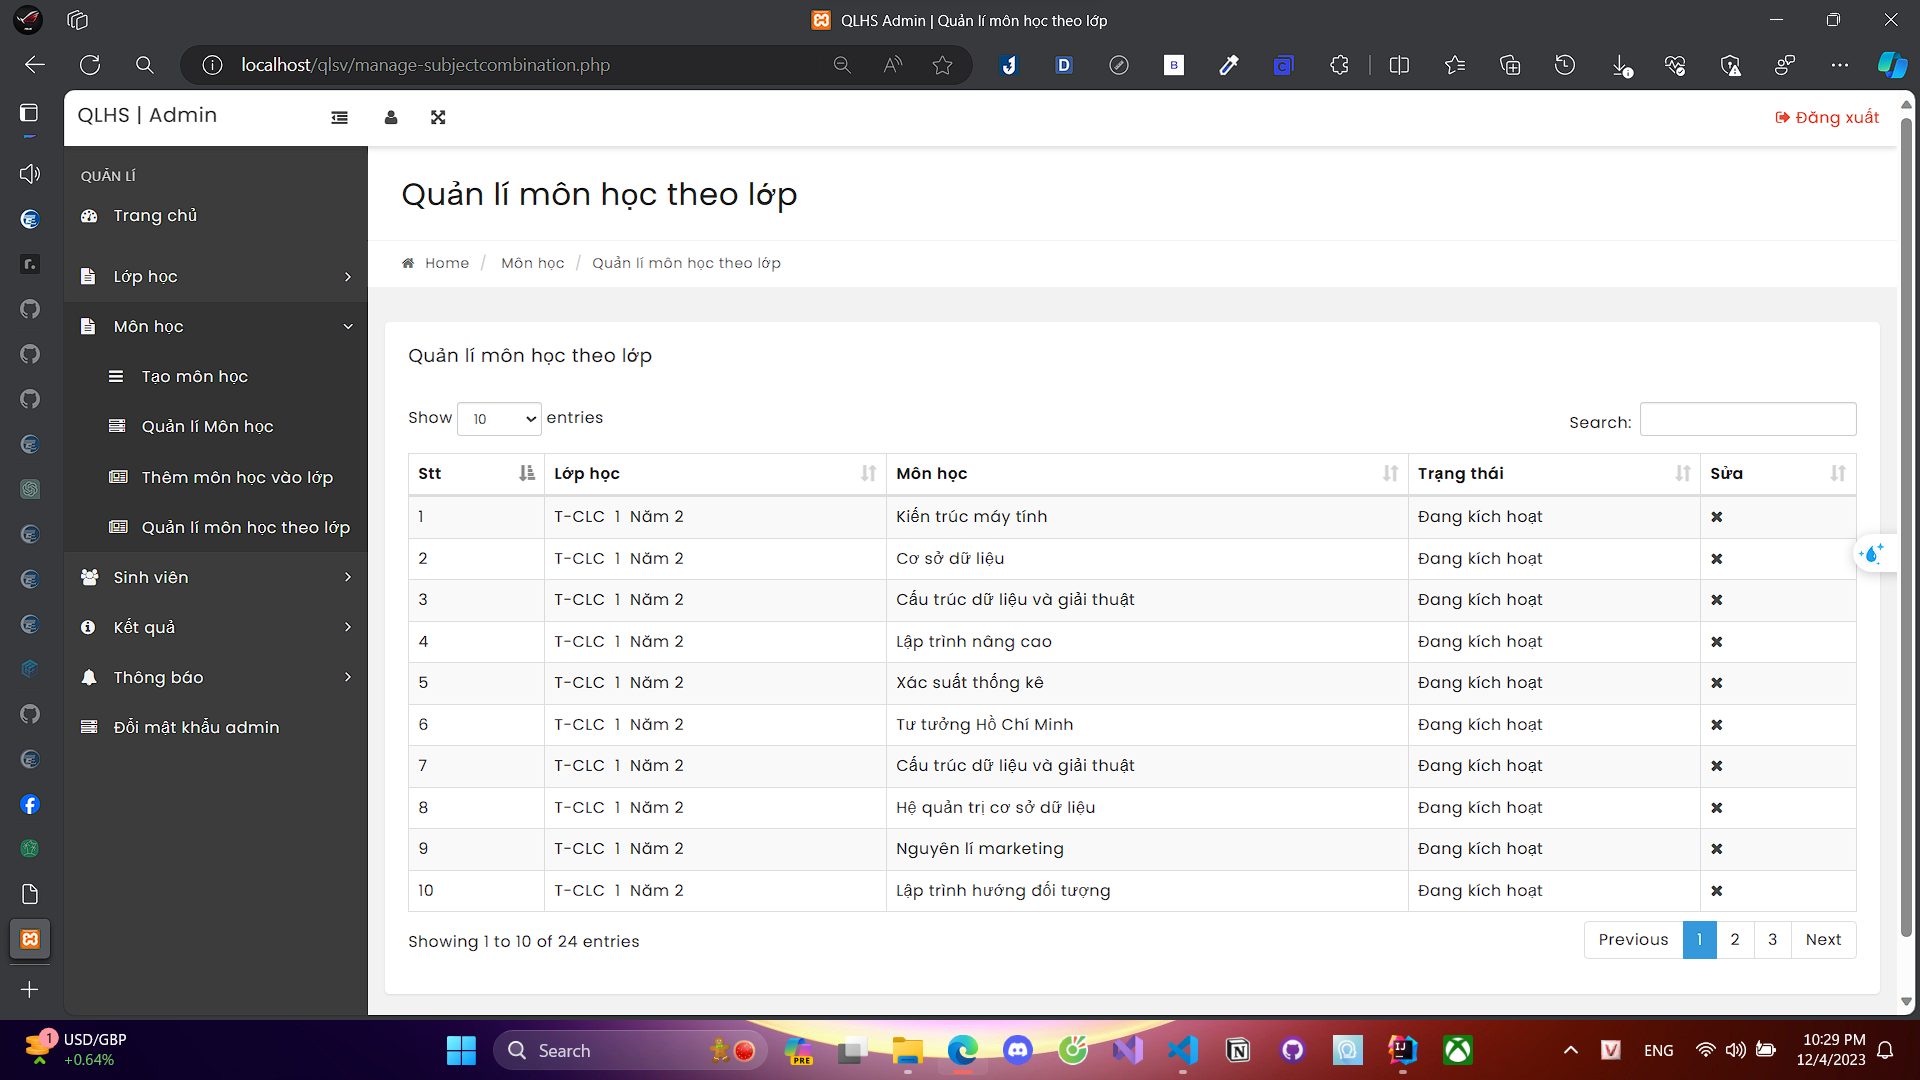 QLHS Admin | Quản lí môn học theo lớp
localhost/qlsv/manage-subjectcombination.php
QLHS | Admin
Đăng xuất
QUẢN LÍ
Trang chủ
Lớp học
Môn học
Tạo môn học
Quản lí Môn học
Thêm môn học vào lớp
Quản lí môn học theo lớp
Sinh viên
Kết quả
Thông báo
Đổi mật khẩu admin
Quản lí môn học theo lớp
Home / Môn học / Quản lí môn học theo lớp
Quản lí môn học theo lớp
Show 10 entries
Search:
Stt Lớp học Môn học Trạng thái Sửa
1 T-CLC 1 Năm 2 Kiến trúc máy tính Đang kích hoạt
2 T-CLC 1 Năm 2 Cơ sở dữ liệu Đang kích hoạt
3 T-CLC 1 Năm 2 Cấu trúc dữ liệu và giải thuật Đang kích hoạt
4 T-CLC 1 Năm 2 Lập trình nâng cao Đang kích hoạt
5 T-CLC 1 Năm 2 Xác suất thống kê Đang kích hoạt
6 T-CLC 1 Năm 2 Tư tưởng Hồ Chí Minh Đang kích hoạt
7 T-CLC 1 Năm 2 Cấu trúc dữ liệu và giải thuật Đang kích hoạt
8 T-CLC 1 Năm 2 Hệ quản trị cơ sở dữ liệu Đang kích hoạt
9 T-CLC 1 Năm 2 Nguyên lí marketing Đang kích hoạt
10 T-CLC 1 Năm 2 Lập trình hướng đối tượng Đang kích hoạt
Showing 1 to 10 of 24 entries
Previous 1 2 3 Next
1
USD/GBP
+0.64%
Search
PRE
ENG
10:29 PM
12/4/2023